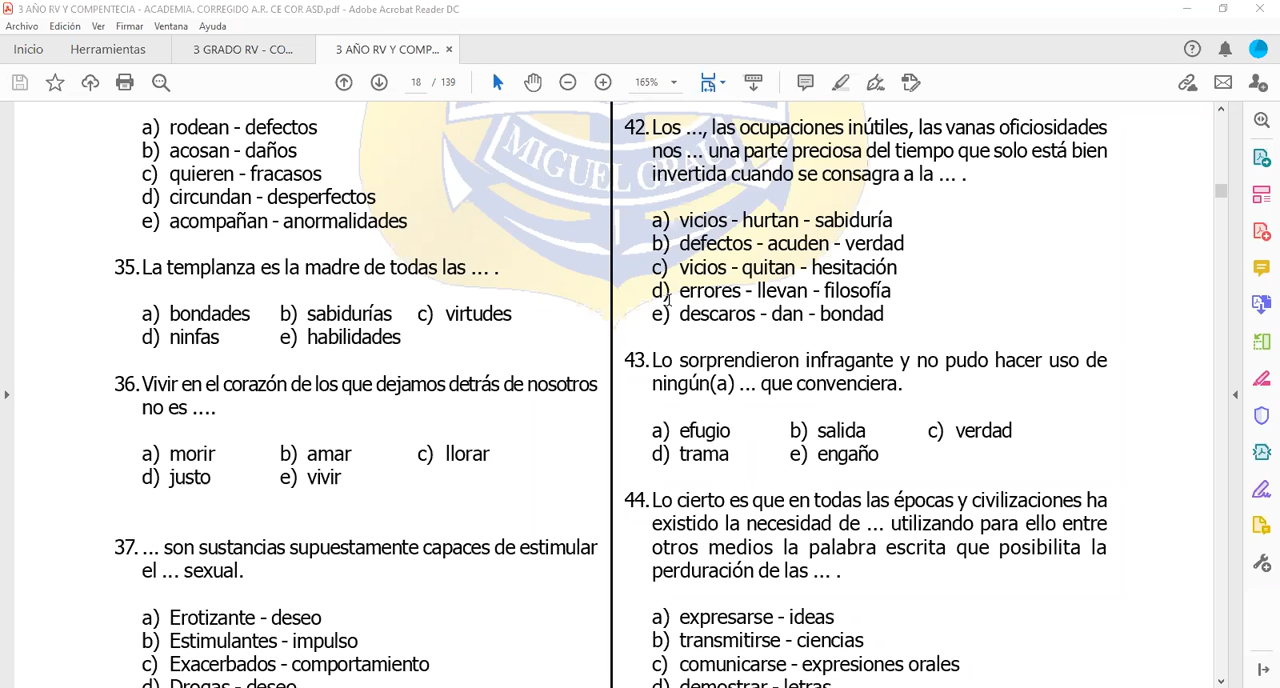 3 AÑO RV Y COMPENTECIA - ACADEMIA. CORREGIDO A.R. CE COR ASD.pdf - Adobe Acrobat Reader DC
Archivo Edición Ver Firmar Ventana Ayuda
Inicio Herramientas 3 GRADO RV - CO... 3 AÑO RV Y COMP... ×
18 / 139 165%
a) rodean - defectos
b) acosan - daños
c) quieren - fracasos
d) circundan - desperfectos
e) acompañan - anormalidades
35. La templanza es la madre de todas las ... .
a) bondades b) sabidurías c) virtudes
d) ninfas e) habilidades
36. Vivir en el corazón de los que dejamos detrás de nosotros
no es ....
a) morir b) amar c) llorar
d) justo e) vivir
37. ... son sustancias supuestamente capaces de estimular
el ... sexual.
a) Erotizante - deseo
b) Estimulantes - impulso
c) Exacerbados - comportamiento
d) Drogas - deseo
MIGUEL GRAU
42. Los ..., las ocupaciones inútiles, las vanas oficiosidades
nos ... una parte preciosa del tiempo que solo está bien
invertida cuando se consagra a la ... .
a) vicios - hurtan - sabiduría
b) defectos - acuden - verdad
c) vicios - quitan - hesitación
d) errores - llevan - filosofía
e) descaros - dan - bondad
43. Lo sorprendieron infragante y no pudo hacer uso de
ningún(a) ... que convenciera.
a) efugio b) salida c) verdad
d) trama e) engaño
44. Lo cierto es que en todas las épocas y civilizaciones ha
existido la necesidad de ... utilizando para ello entre
otros medios la palabra escrita que posibilita la
perduración de las ... .
a) expresarse - ideas
b) transmitirse - ciencias
c) comunicarse - expresiones orales
d) demostrar - letras